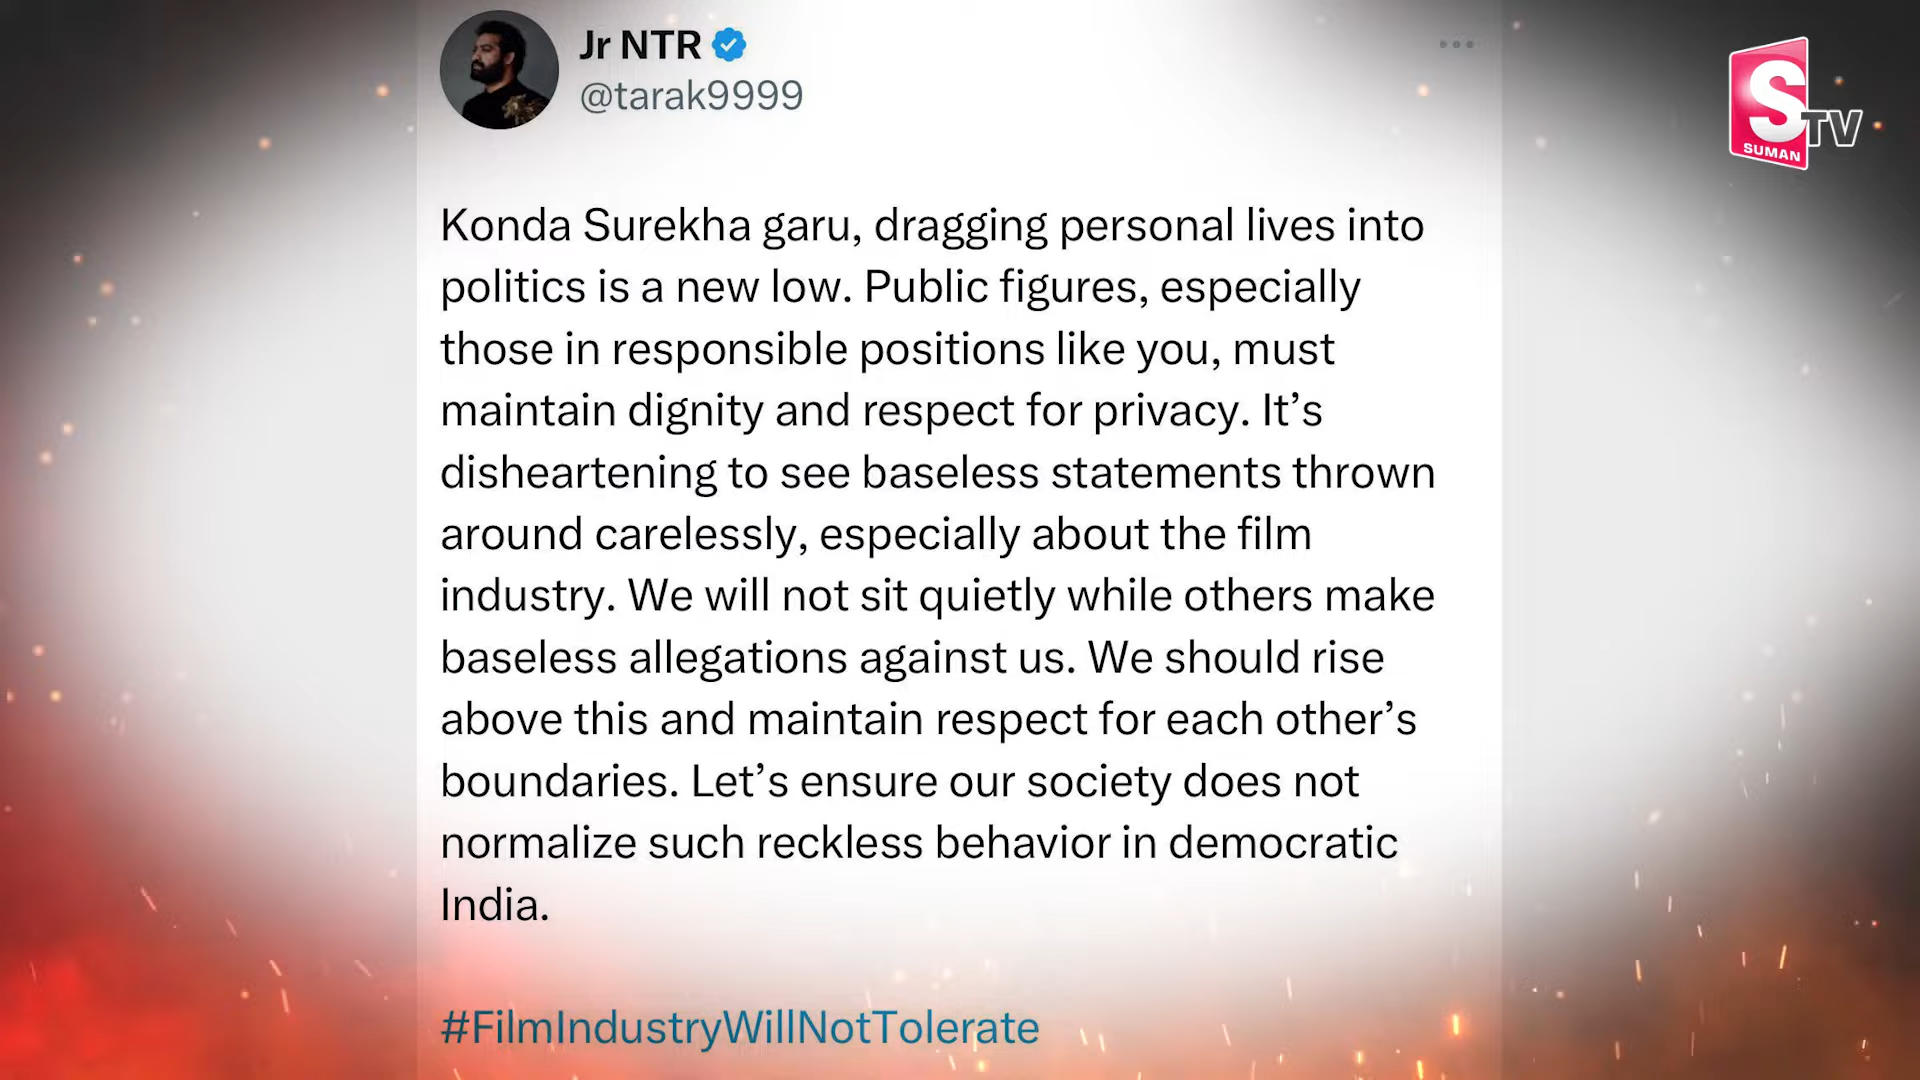 Jr NTR
@tarak9999
S
TV
SUMAN
Konda Surekha garu, dragging personal lives into
politics is a new low. Public figures, especially
those in responsible positions like you, must
maintain dignity and respect for privacy. It’s
disheartening to see baseless statements thrown
around carelessly, especially about the film
industry. We will not sit quietly while others make
baseless allegations against us. We should rise
above this and maintain respect for each other’s
boundaries. Let’s ensure our society does not
normalize such reckless behavior in democratic
India.
#FilmIndustryWillNotTolerate